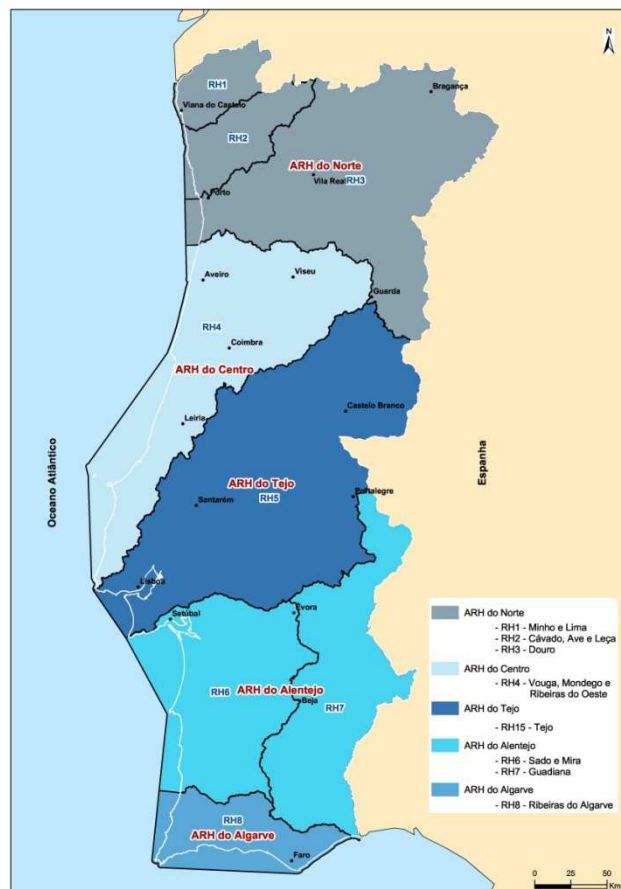 N
Bragança
RH1
Viana do Castelo
RH2
ARH do Norte
Vila Real
RH3
Porto
Aveiro
Viseu
Guarda
RH4
Coimbra
ARH do Centro
Castelo Branco
Leiria
Oceano Atlântico
Espanha
ARH do Tejo
RH5
Portalegre
Santarém
Lisboa
Setúbal
Évora
RH6
ARH do Alentejo
RH7
Beja
RH8
ARH do Algarve
Faro
ARH do Norte
- RH1 - Minho e Lima
- RH2 - Cávado, Ave e Leça
- RH3 - Douro
ARH do Centro
- RH4 - Vouga, Mondego e
Ribeiras do Oeste
ARH do Tejo
- RH15 - Tejo
ARH do Alentejo
- RH6 - Sado e Mira
- RH7 - Guadiana
ARH do Algarve
- RH8 - Ribeiras do Algarve
0 25 50
Km